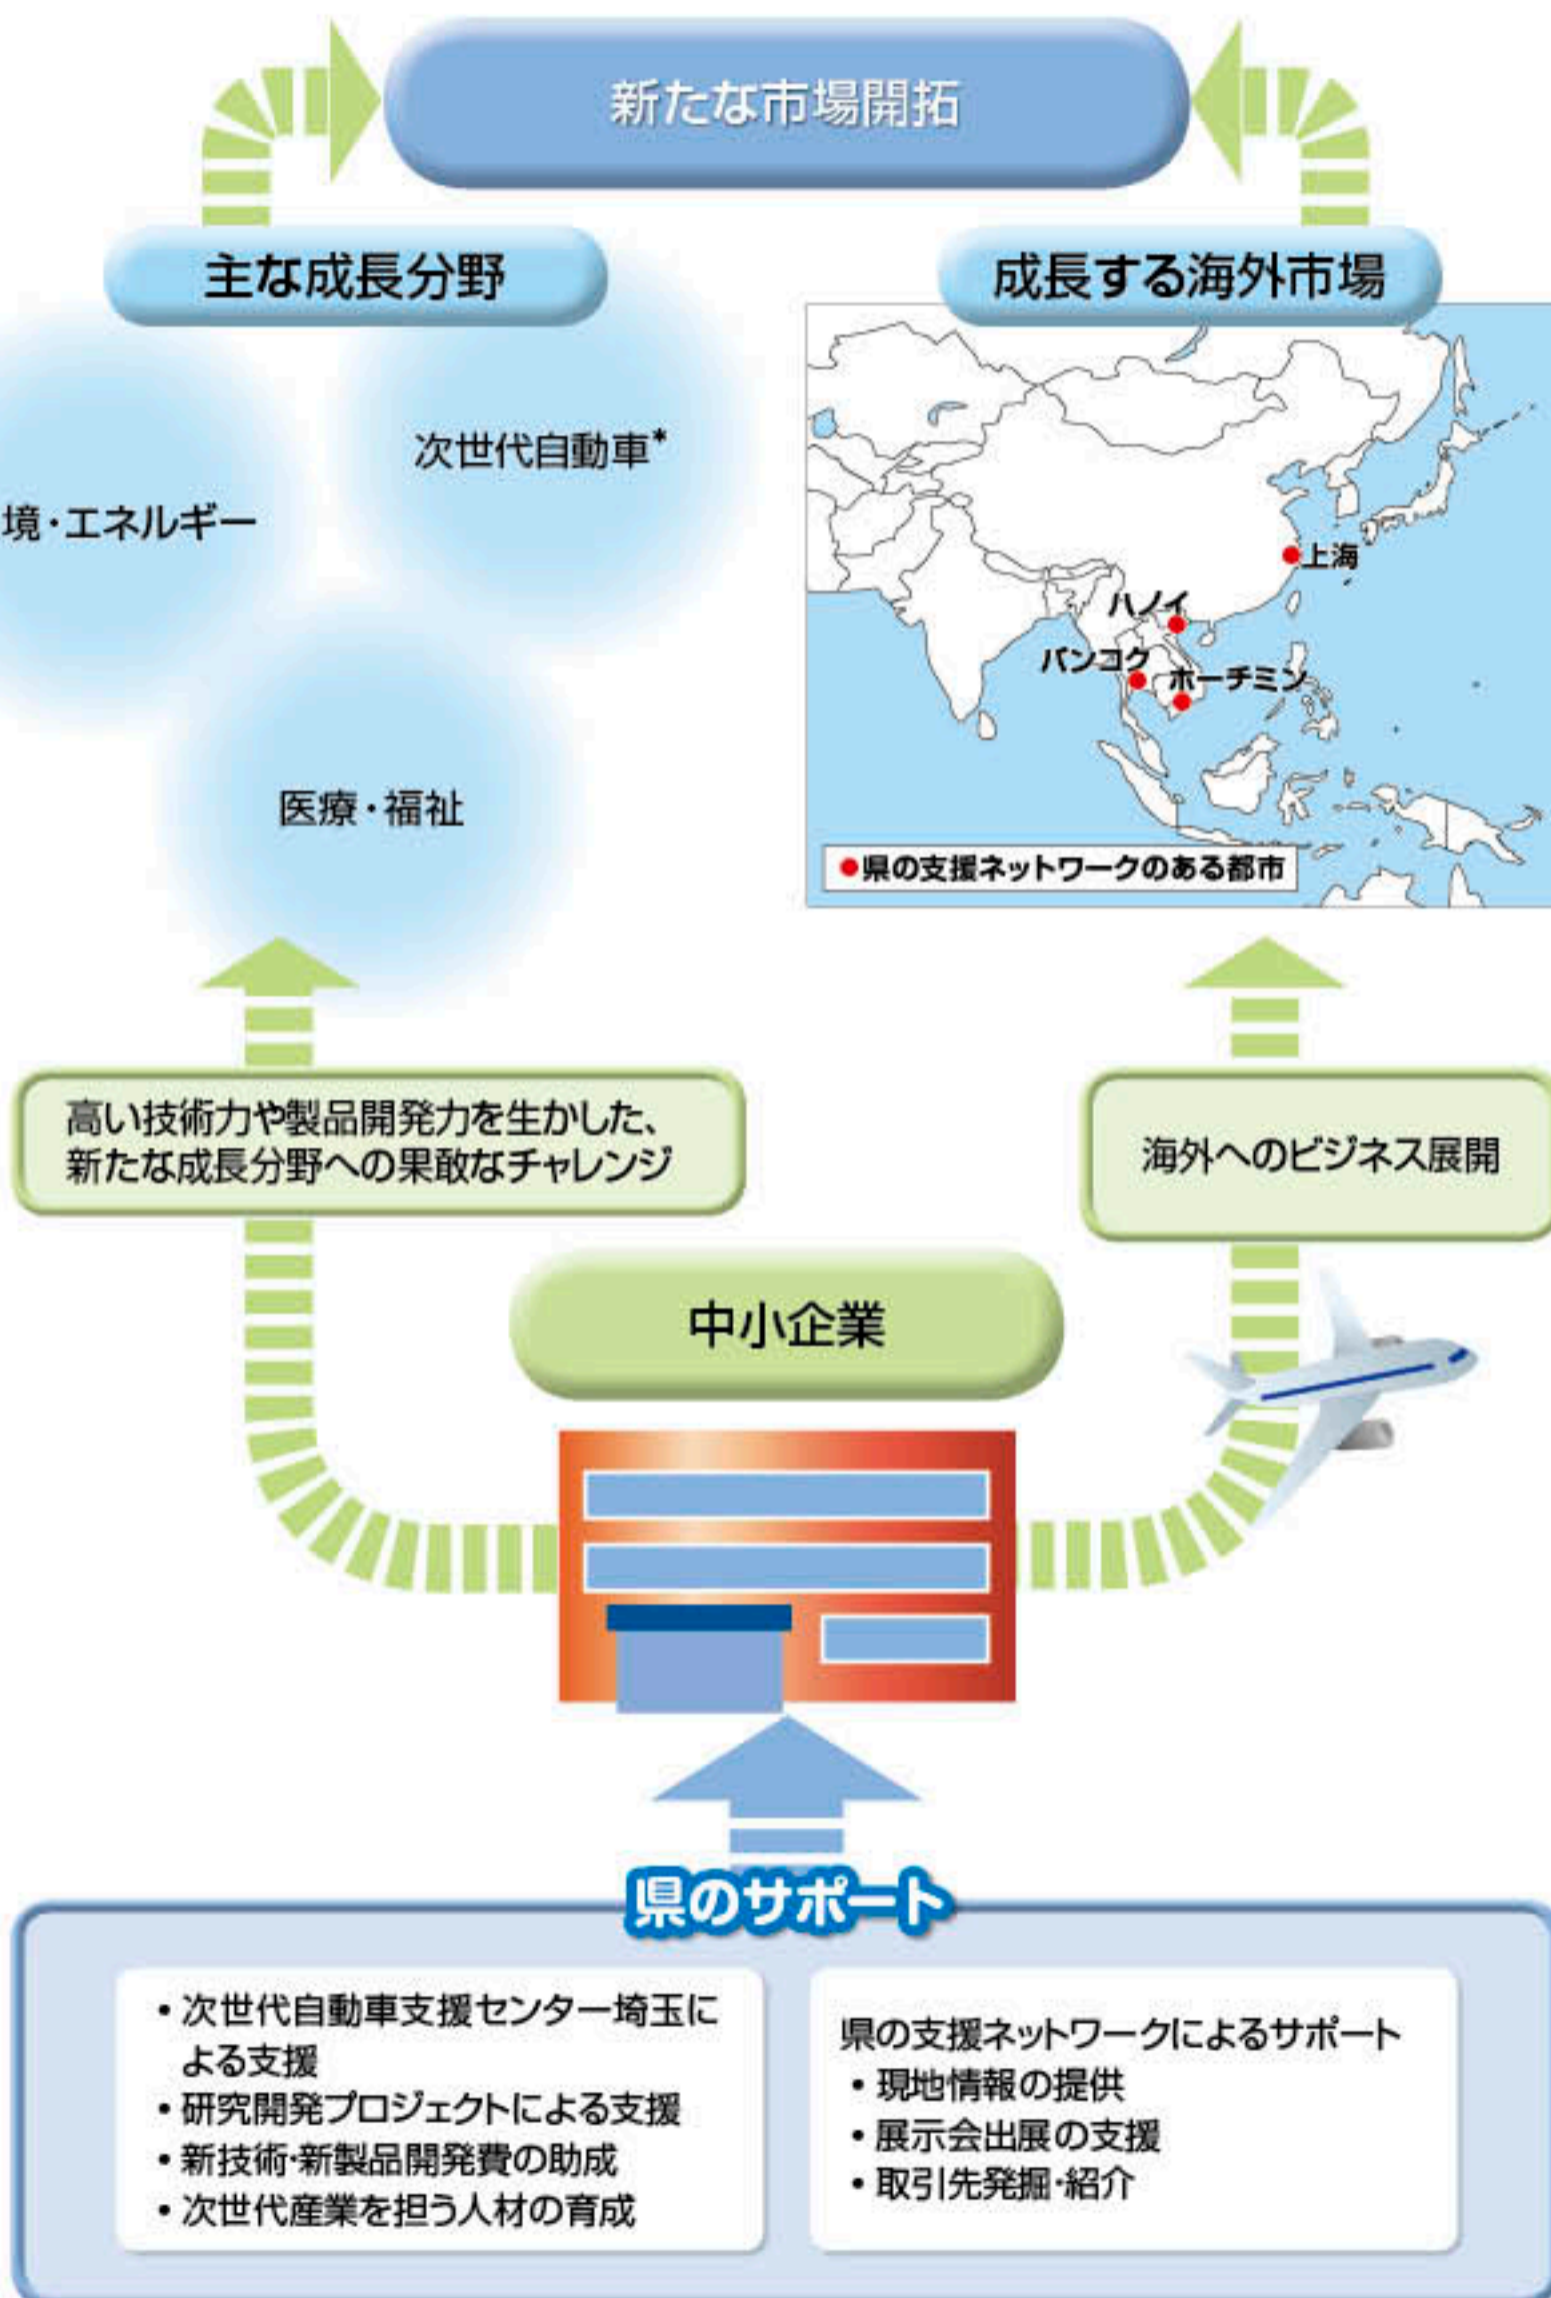 新たな市場開拓
主な成長分野
成長する海外市場
次世代自動車*
境・エネルギー
医療・福祉
上海
ハノイ
バンコク
ホーチミン
●県の支援ネットワークのある都市
高い技術力や製品開発力を生かした、
新たな成長分野への果敢なチャレンジ
海外へのビジネス展開
中小企業
県のサポート
・次世代自動車支援センター埼玉に
よる支援
・研究開発プロジェクトによる支援
・新技術・新製品開発費の助成
・次世代産業を担う人材の育成
県の支援ネットワークによるサポート
・現地情報の提供
・展示会出展の支援
・取引先発掘・紹介